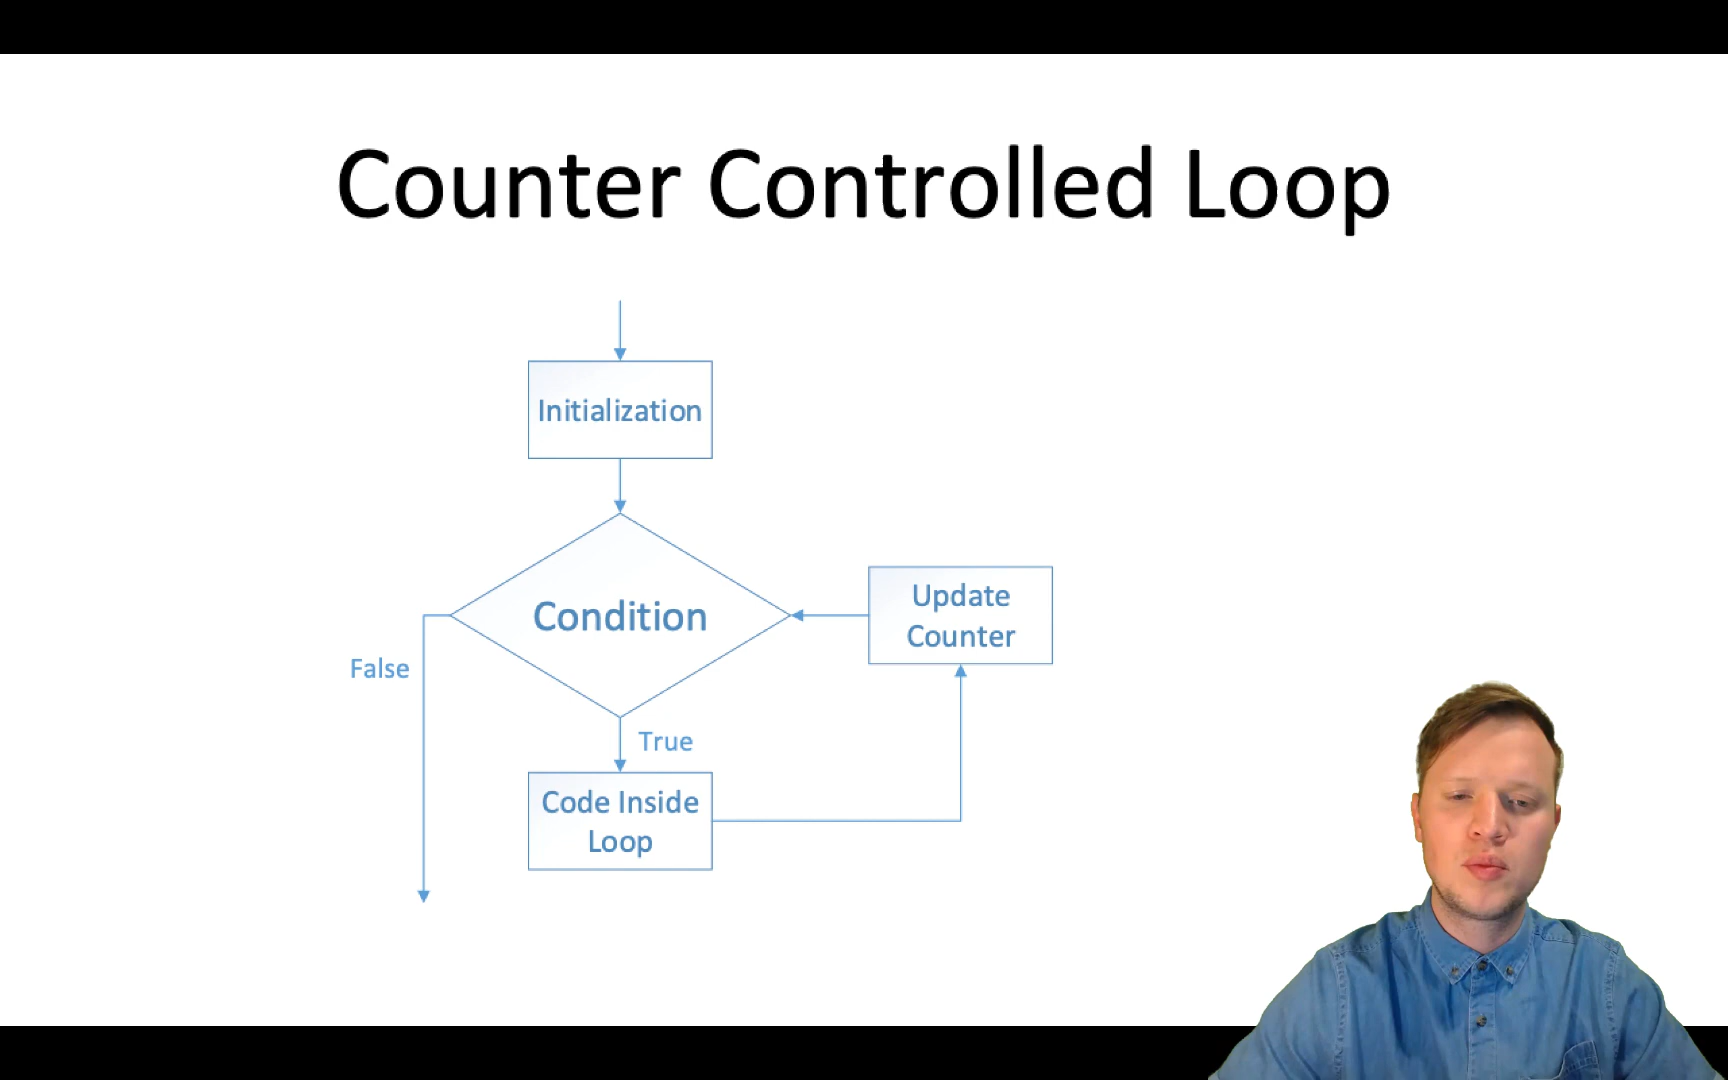 Counter Controlled Loop
Initialization
Condition
Update
Counter
False
True
Code Inside
Loop